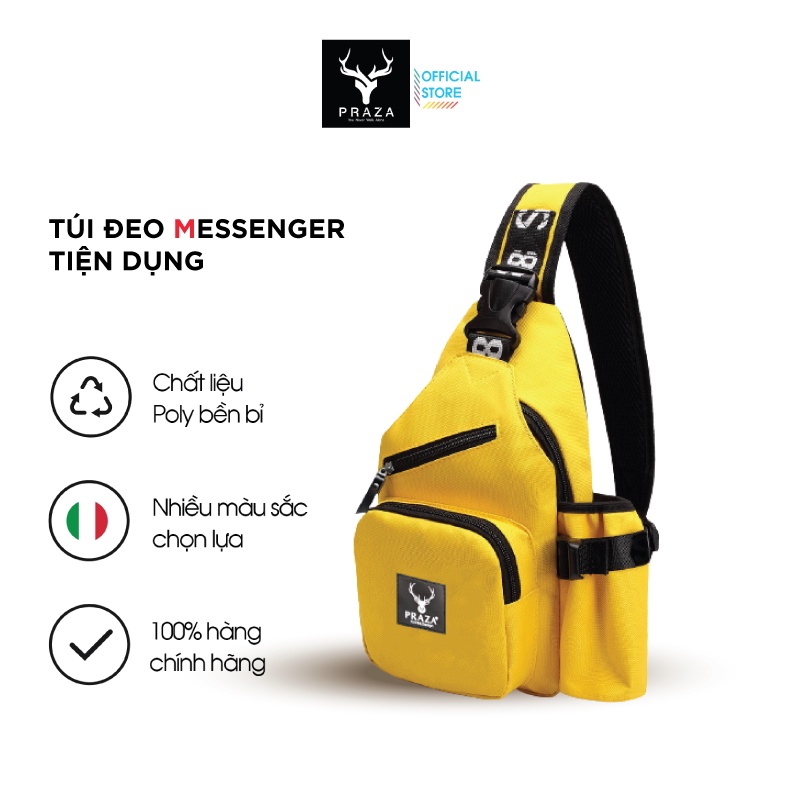 PRAZA
OFFICIAL
STORE
TÚI ĐEO MESSENGER
TIỆN DỤNG
Chất liệu
Poly bền bỉ
Nhiều màu sắc
chọn lựa
100% hàng
chính hãng
PRAZA